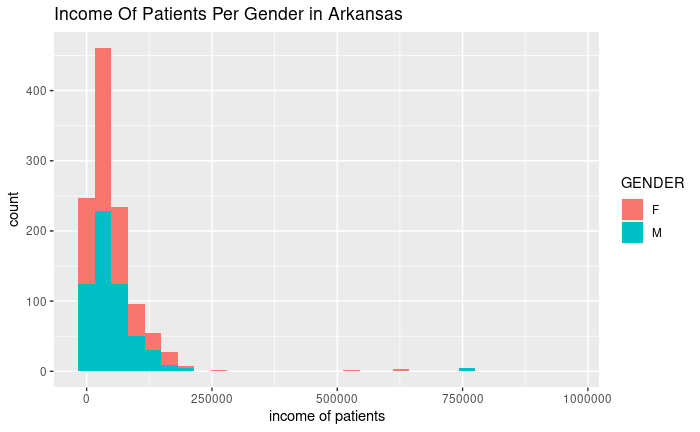 Income Of Patients Per Gender in Arkansas
400
300
200
100
0
count
0 250000 500000 750000 1000000
income of patients
GENDER
F
M